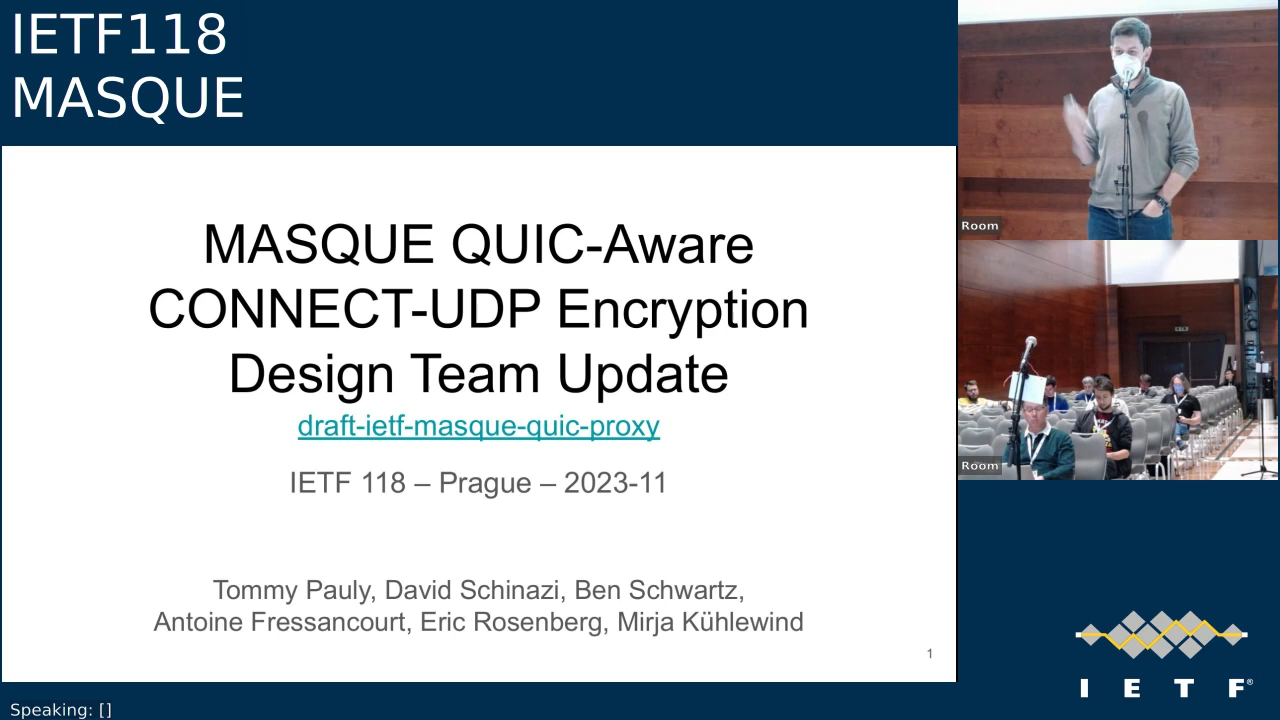 IETF118
MASQUE
MASQUE QUIC-Aware
CONNECT-UDP Encryption
Design Team Update
draft-ietf-masque-quic-proxy
IETF 118 – Prague – 2023-11
Tommy Pauly, David Schinazi, Ben Schwartz,
Antoine Fressancourt, Eric Rosenberg, Mirja Kühlewind
1
Room
Room
I E T F®
Speaking: []